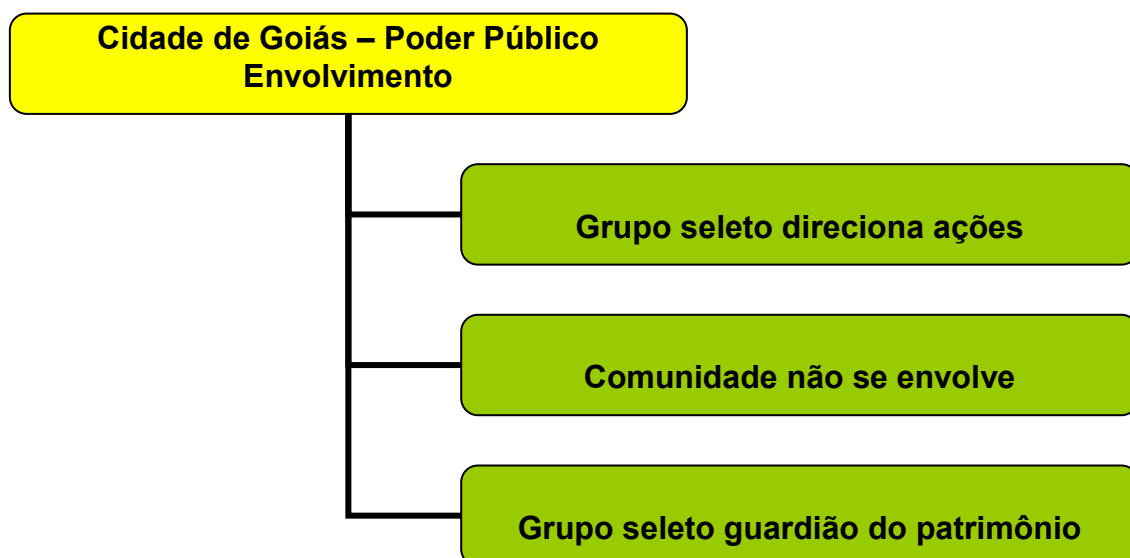 Cidade de Goiás – Poder Público
Envolvimento
Grupo seleto direciona ações
Comunidade não se envolve
Grupo seleto guardião do patrimônio